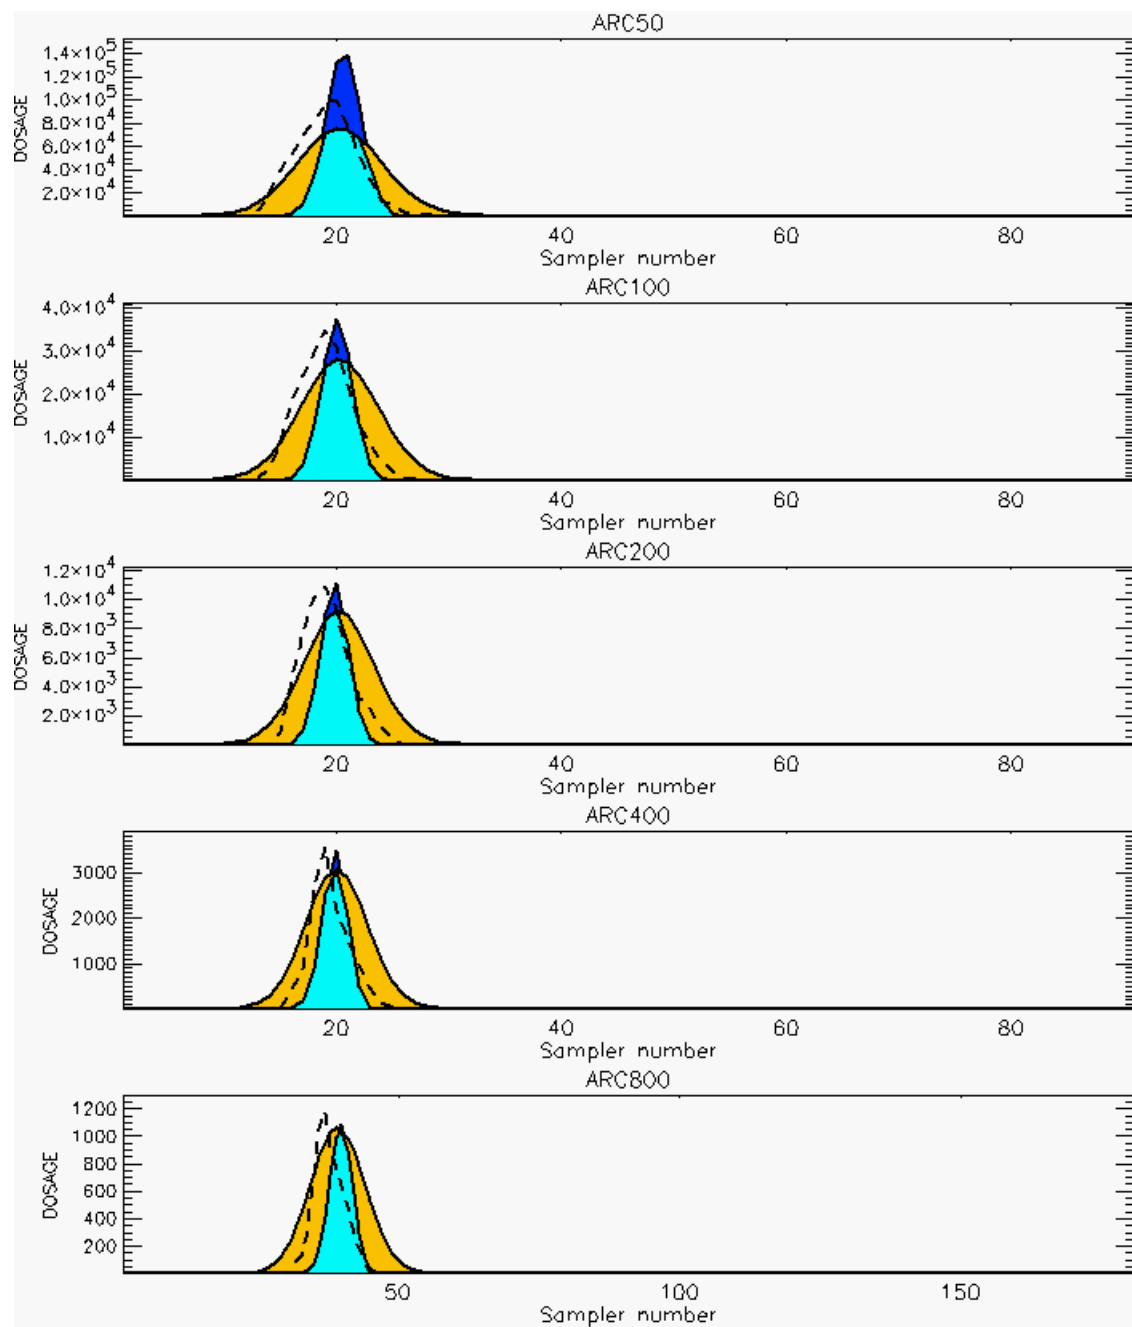 ARC50
1.4×10⁵
1.2×10⁵
1.0×10⁵
8.0×10⁴
6.0×10⁴
4.0×10⁴
2.0×10⁴
DOSAGE
20 40 60 80
Sampler number
ARC100
4.0×10⁴
3.0×10⁴
2.0×10⁴
1.0×10⁴
DOSAGE
20 40 60 80
Sampler number
ARC200
1.2×10⁴
1.0×10⁴
8.0×10³
6.0×10³
4.0×10³
2.0×10³
DOSAGE
20 40 60 80
Sampler number
ARC400
3000
2000
1000
DOSAGE
20 40 60 80
Sampler number
ARC800
1200
1000
800
600
400
200
DOSAGE
50 100 150
Sampler number